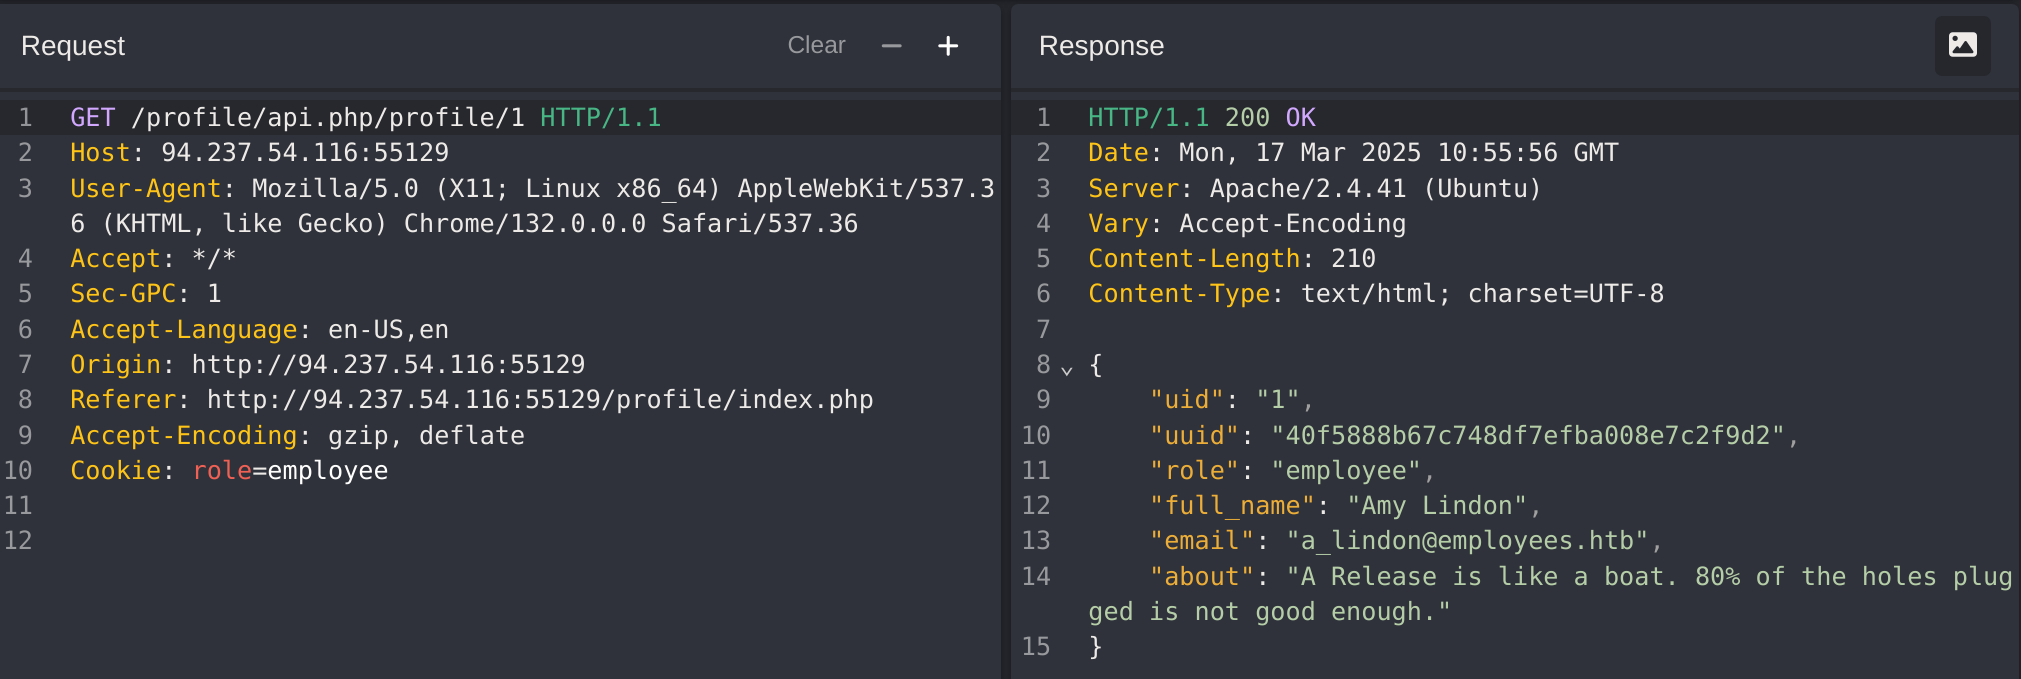 Request
Clear
1 GET /profile/api.php/profile/1 HTTP/1.1
2 Host: 94.237.54.116:55129
3 User-Agent: Mozilla/5.0 (X11; Linux x86_64) AppleWebKit/537.3
6 (KHTML, like Gecko) Chrome/132.0.0.0 Safari/537.36
4 Accept: */*
5 Sec-GPC: 1
6 Accept-Language: en-US,en
7 Origin: http://94.237.54.116:55129
8 Referer: http://94.237.54.116:55129/profile/index.php
9 Accept-Encoding: gzip, deflate
10 Cookie: role=employee
11
12
Response
1 HTTP/1.1 200 OK
2 Date: Mon, 17 Mar 2025 10:55:56 GMT
3 Server: Apache/2.4.41 (Ubuntu)
4 Vary: Accept-Encoding
5 Content-Length: 210
6 Content-Type: text/html; charset=UTF-8
7
8 {
9 "uid": "1",
10 "uuid": "40f5888b67c748df7efba008e7c2f9d2",
11 "role": "employee",
12 "full_name": "Amy Lindon",
13 "email": "a_lindon@employees.htb",
14 "about": "A Release is like a boat. 80% of the holes plug
ged is not good enough."
15 }